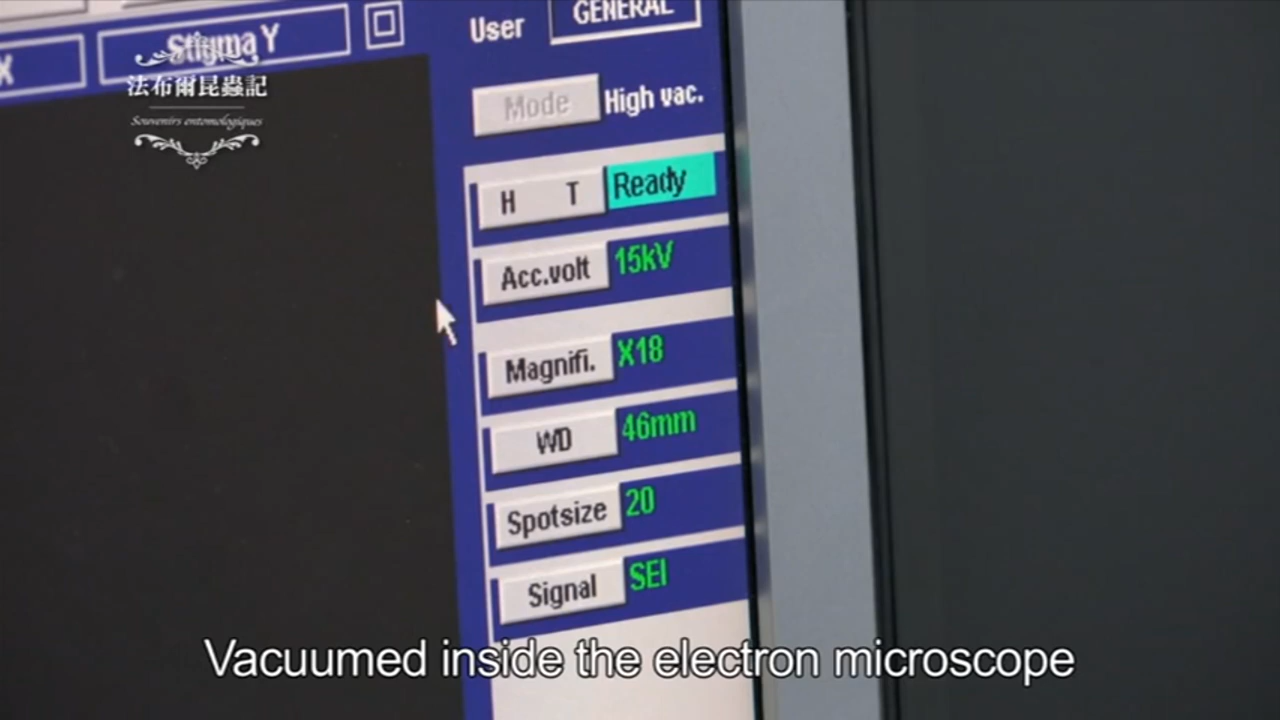 X
Stigma Y
User
GENERAL
法布爾昆蟲記
Souvenirs entomologiques
Mode
High vac.
H T
Ready
Acc.volt
15kV
Magnifi.
X18
WD
46mm
Spotsize
20
Signal
SEI
Vacuumed inside the electron microscope